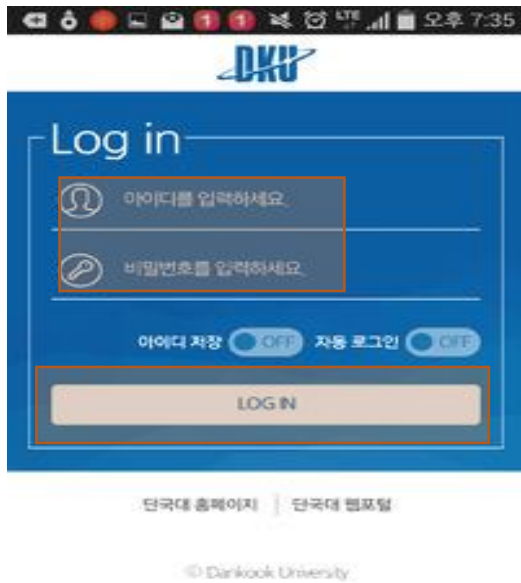 LTE 오후 7:35
DKU
Log in
아이디를 입력하세요.
비밀번호를 입력하세요.
아이디 저장 OFF 자동 로그인 OFF
LOG IN
단국대 홈페이지 | 단국대 웹포털
© Dankook University